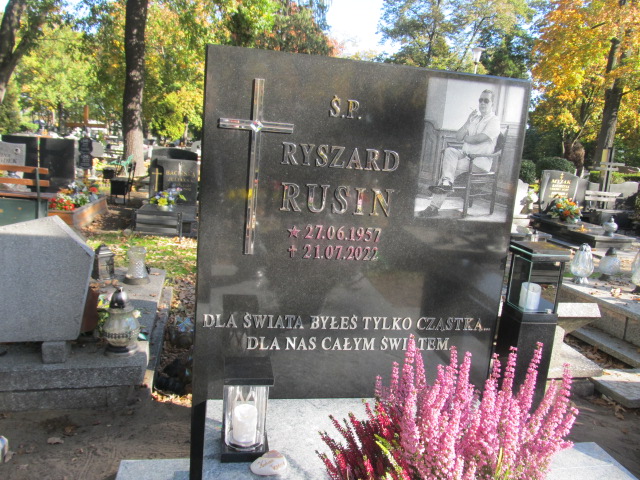 Ś.P.
RYSZARD
RUSIN
★ 27.06.1957
✝ 21.07.2022
DLA ŚWIATA BYŁEŚ TYLKO CZĄSTKĄ...
DLA NAS CAŁYM ŚWIATEM.